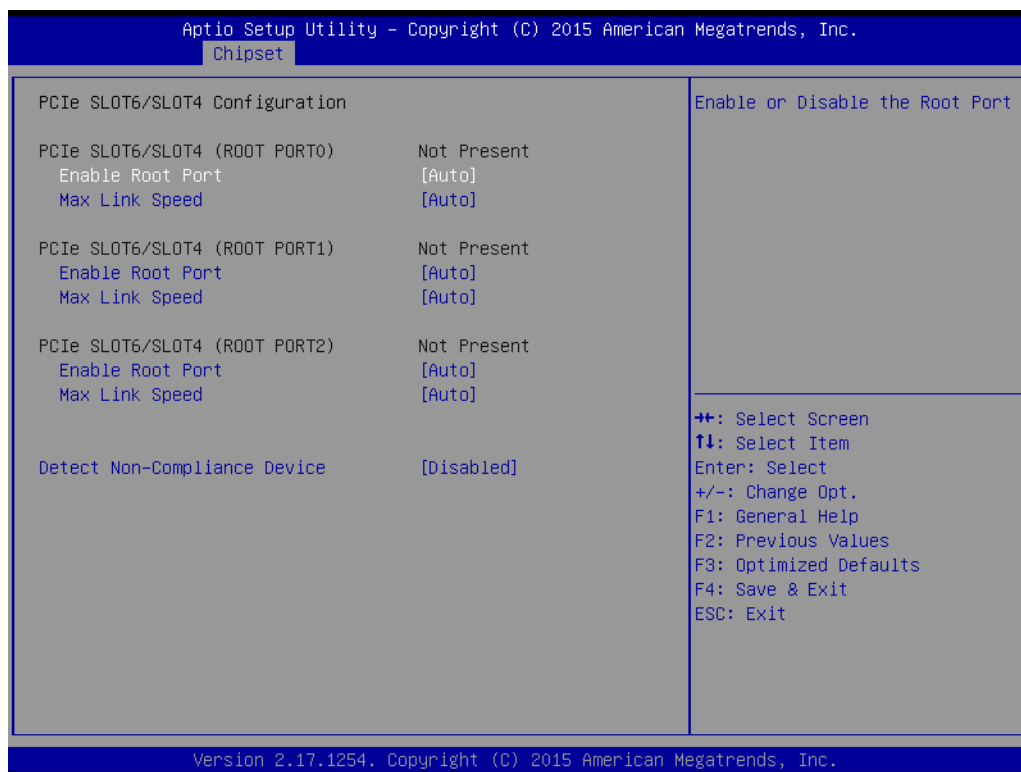 Aptio Setup Utility – Copyright (C) 2015 American Megatrends, Inc.
Chipset
PCIe SLOT6/SLOT4 Configuration
PCIe SLOT6/SLOT4 (ROOT PORT0) Not Present
Enable Root Port [Auto]
Max Link Speed [Auto]
PCIe SLOT6/SLOT4 (ROOT PORT1) Not Present
Enable Root Port [Auto]
Max Link Speed [Auto]
PCIe SLOT6/SLOT4 (ROOT PORT2) Not Present
Enable Root Port [Auto]
Max Link Speed [Auto]
Detect Non-Compliance Device [Disabled]
Enable or Disable the Root Port
→←: Select Screen
↑↓: Select Item
Enter: Select
+/-: Change Opt.
F1: General Help
F2: Previous Values
F3: Optimized Defaults
F4: Save & Exit
ESC: Exit
Version 2.17.1254. Copyright (C) 2015 American Megatrends, Inc.